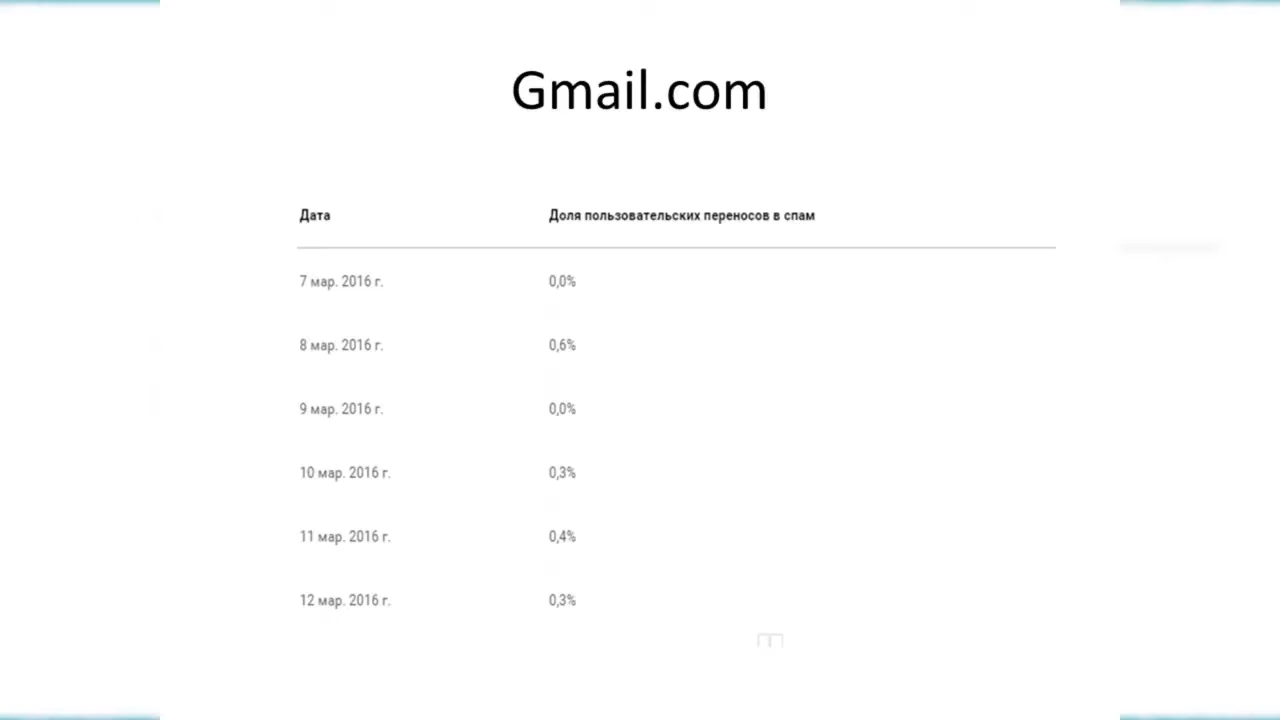 Gmail.com
Дата Доля пользовательских переносов в спам
7 мар. 2016 г. 0,0%
8 мар. 2016 г. 0,6%
9 мар. 2016 г. 0,0%
10 мар. 2016 г. 0,3%
11 мар. 2016 г. 0,4%
12 мар. 2016 г. 0,3%